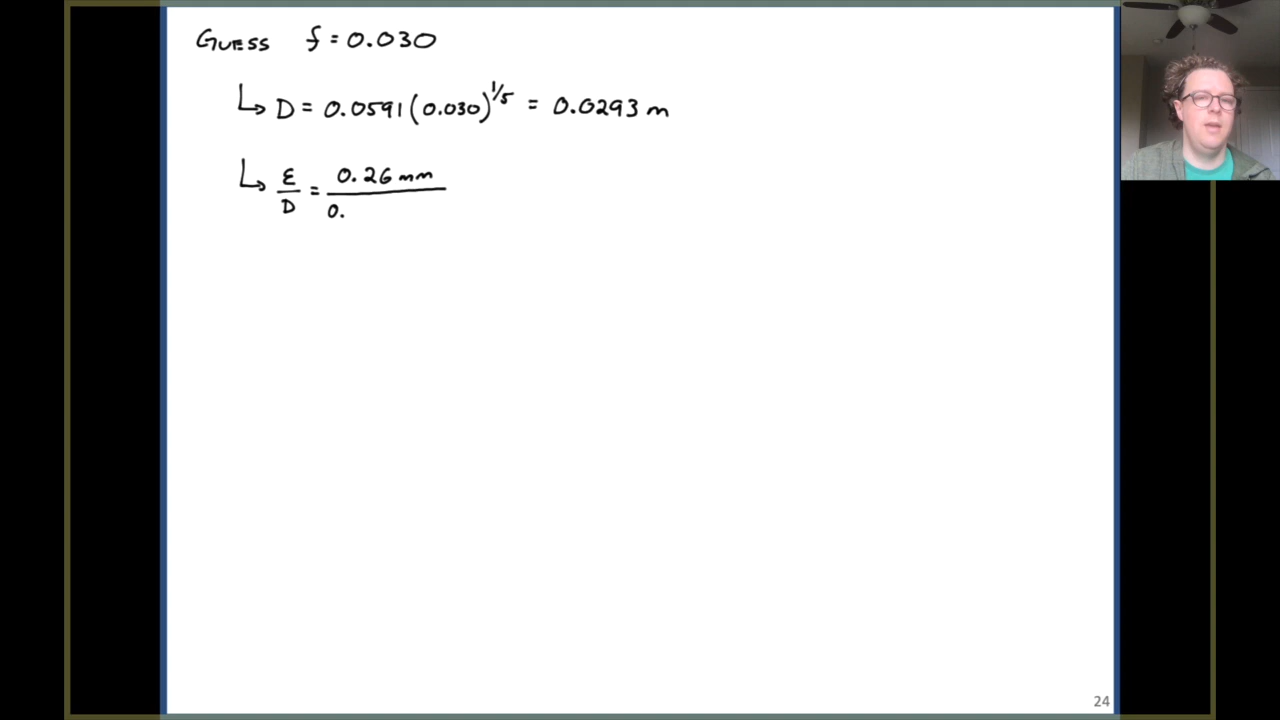 GUESS f = 0.030
↳ D = 0.0591 (0.030)^1/5 = 0.0293 m
↳ ε/D = 0.26 mm / 0.
24